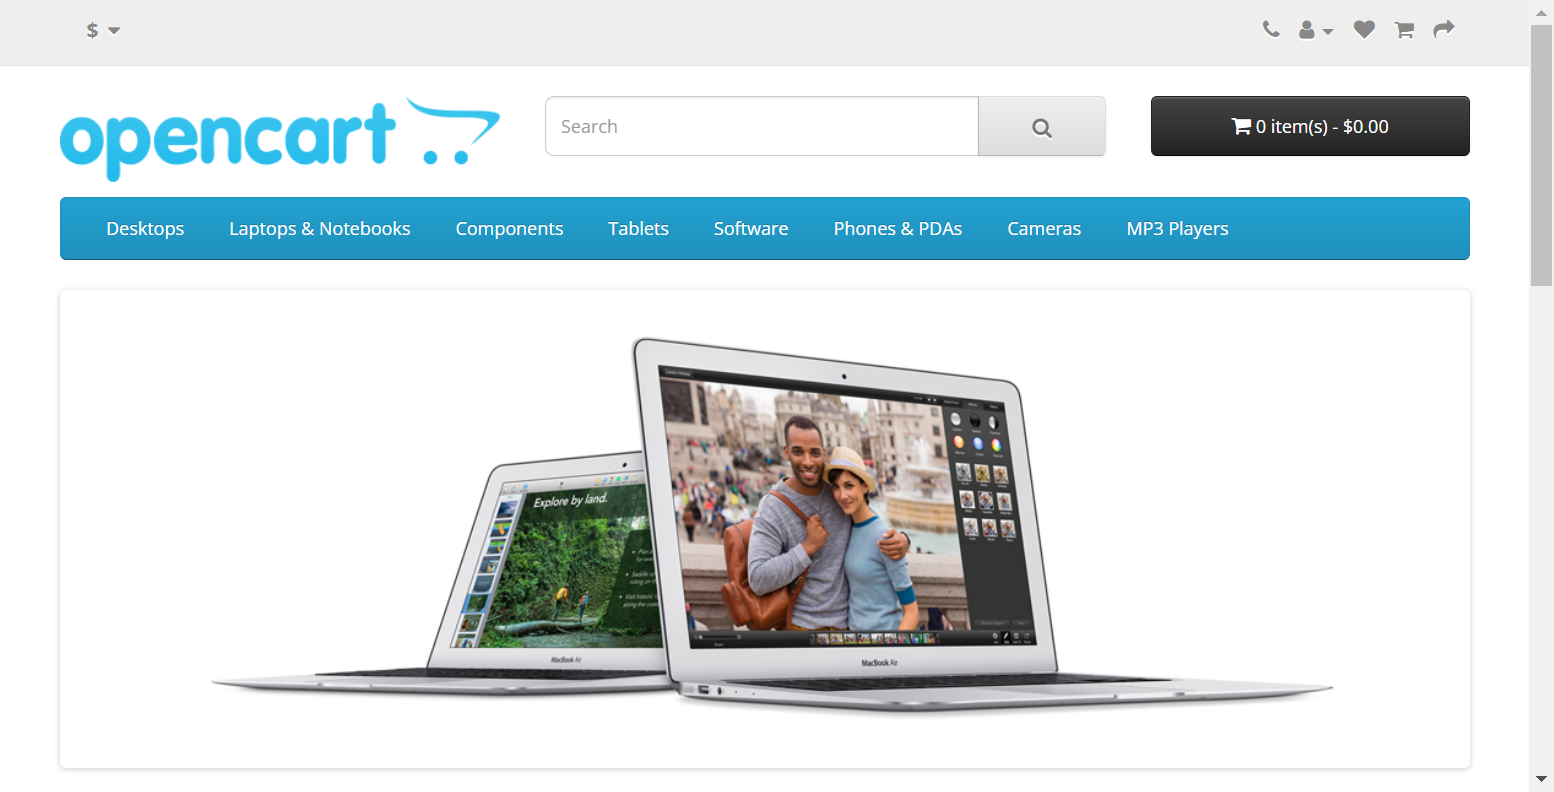 $
opencart
Search
0 item(s) - $0.00
Desktops
Laptops & Notebooks
Components
Tablets
Software
Phones & PDAs
Cameras
MP3 Players
Explore by land.
MacBook Air
MacBook Air